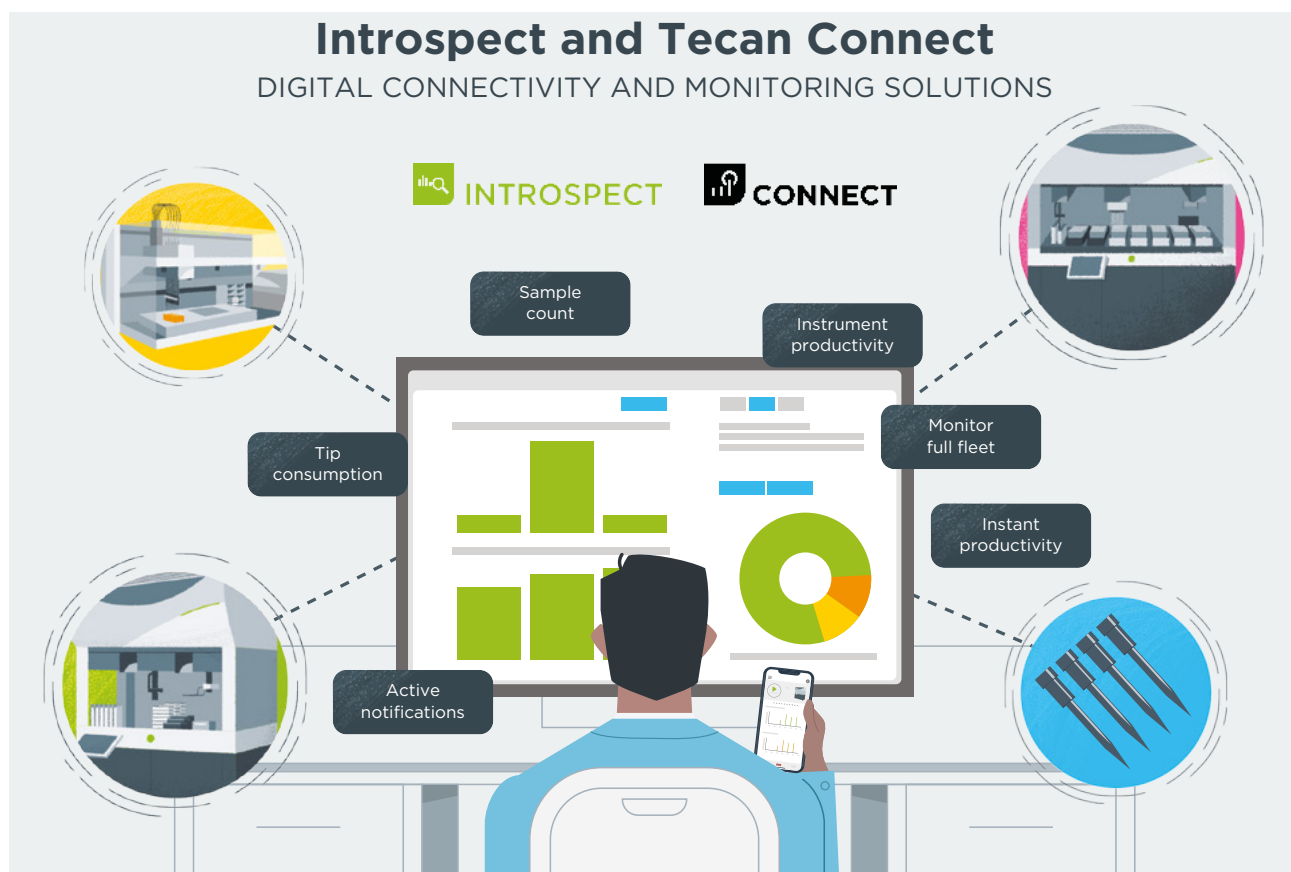 Introspect and Tecan Connect
DIGITAL CONNECTIVITY AND MONITORING SOLUTIONS
INTROSPECT
CONNECT
Sample
count
Instrument
productivity
Monitor
full fleet
Tip
consumption
Instant
productivity
Active
notifications